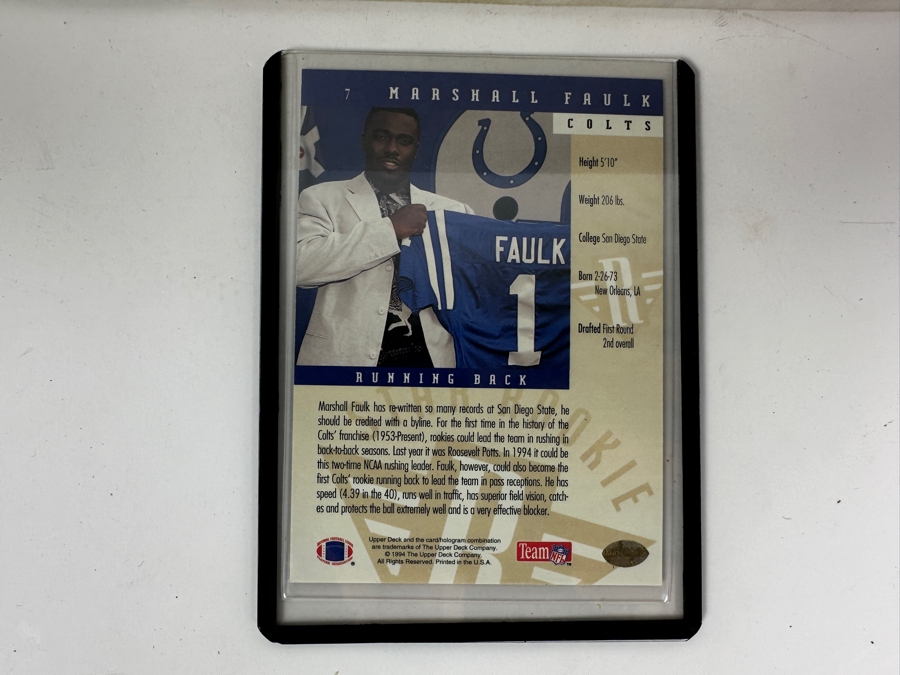 7 MARSHALL FAULK
COLTS
Height 5'10"
Weight 206 lbs.
College San Diego State
Born 2-26-73
New Orleans, LA
Drafted First Round
2nd overall
FAULK
1
RUNNING BACK
STAR ROOKIE
Marshall Faulk has re-written so many records at San Diego State, he
should be credited with a byline. For the first time in the history of the
Colts' franchise (1953-Present), rookies could lead the team in rushing in
back-to-back seasons. Last year it was Roosevelt Potts. In 1994 it could be
this two-time NCAA rushing leader. Faulk, however, could also become the
first Colts' rookie running back to lead the team in pass receptions. He has
speed (4.39 in the 40), runs well in traffic, has superior field vision, catch-
es and protects the ball extremely well and is a very effective blocker.
Upper Deck and the card/hologram combination
are trademarks of The Upper Deck Company.
© 1994 The Upper Deck Company.
All Rights Reserved. Printed in the U.S.A.
Team NFL™